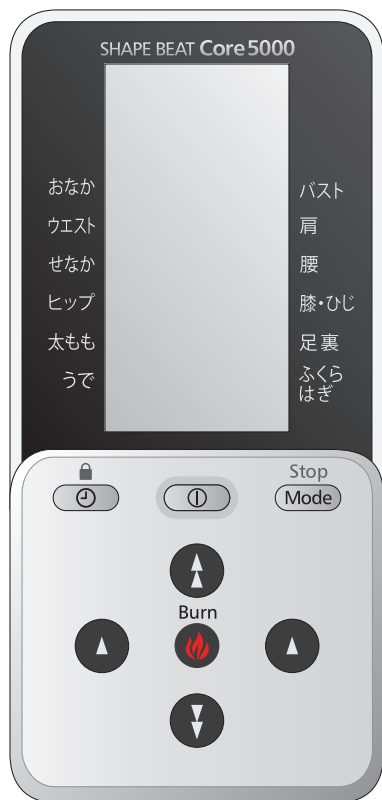 SHAPE BEAT Core 5000
おなか
ウエスト
せなか
ヒップ
太もも
うで
バスト
肩
腰
膝・ひじ
足裏
ふくら
はぎ
Stop
Mode
Burn